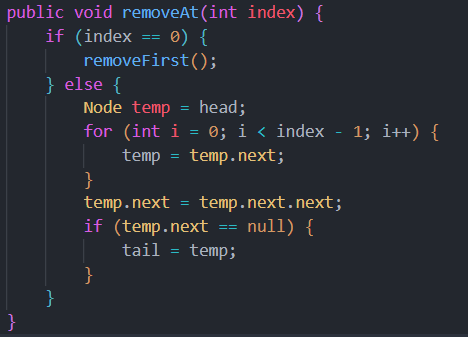 public void removeAt(int index) {
    if (index == 0) {
        removeFirst();
    } else {
        Node temp = head;
        for (int i = 0; i < index - 1; i++) {
            temp = temp.next;
        }
        temp.next = temp.next.next;
        if (temp.next == null) {
            tail = temp;
        }
    }
}